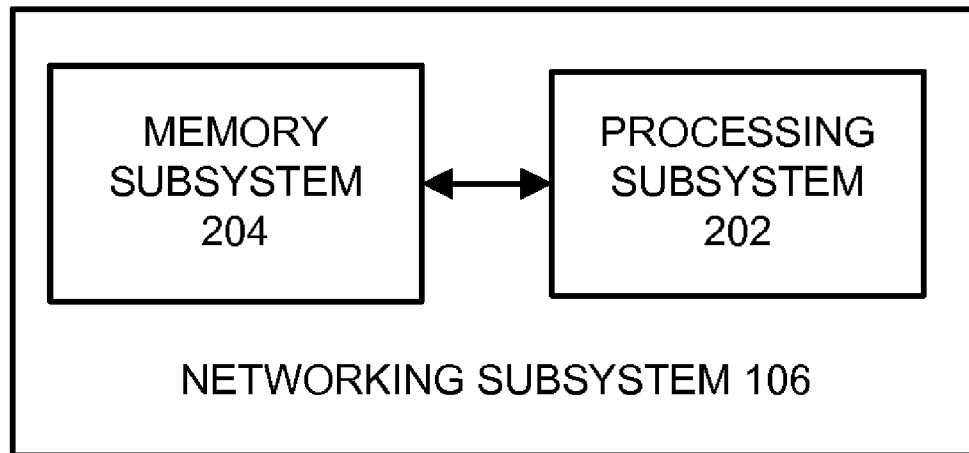 MEMORY
SUBSYSTEM
204
PROCESSING
SUBSYSTEM
202
NETWORKING SUBSYSTEM 106